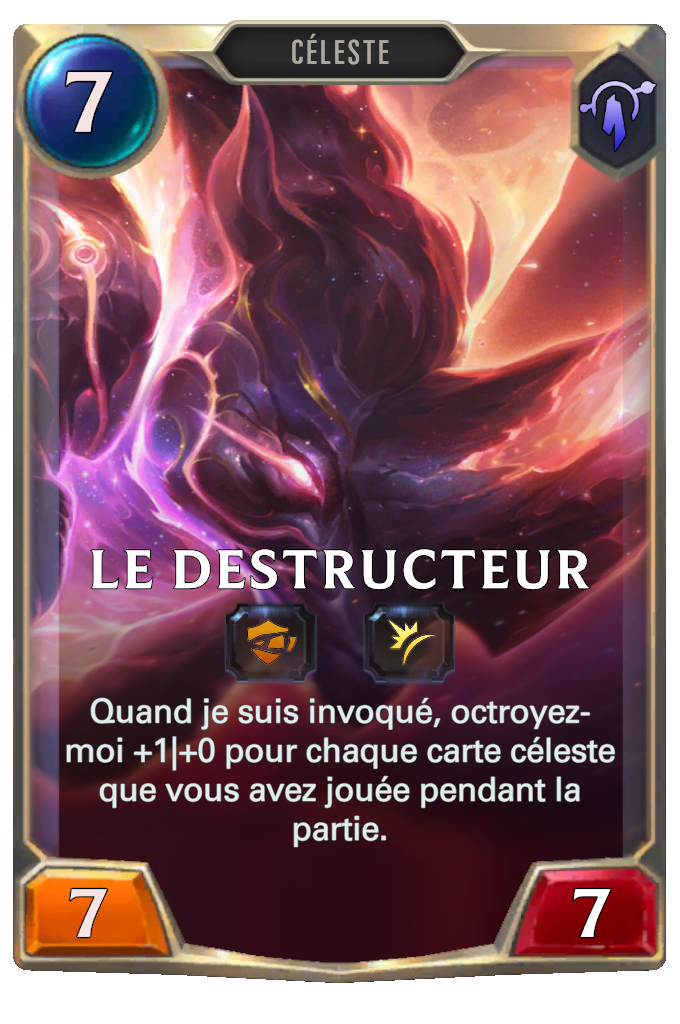 CÉLESTE
7
LE DESTRUCTEUR
Quand je suis invoqué, octroyez-
moi +1|+0 pour chaque carte céleste
que vous avez jouée pendant la
partie.
7
7